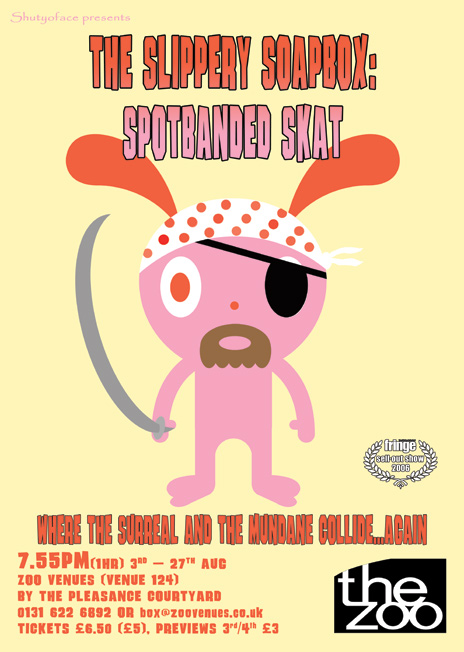 Shutyoface presents
THE SLIPPERY SOAPBOX:
SPOTBANDED SKAT
fringe
sell-out show
2006
WHERE THE SURREAL AND THE MUNDANE COLLIDE...AGAIN
7.55PM(1HR) 3RD – 27TH AUG
ZOO VENUES (VENUE 124)
BY THE PLEASANCE COURTYARD
0131 622 6892 OR box@zoovenues.co.uk
TICKETS £6.50 (£5), PREVIEWS 3rd/4th £3
the
zoo